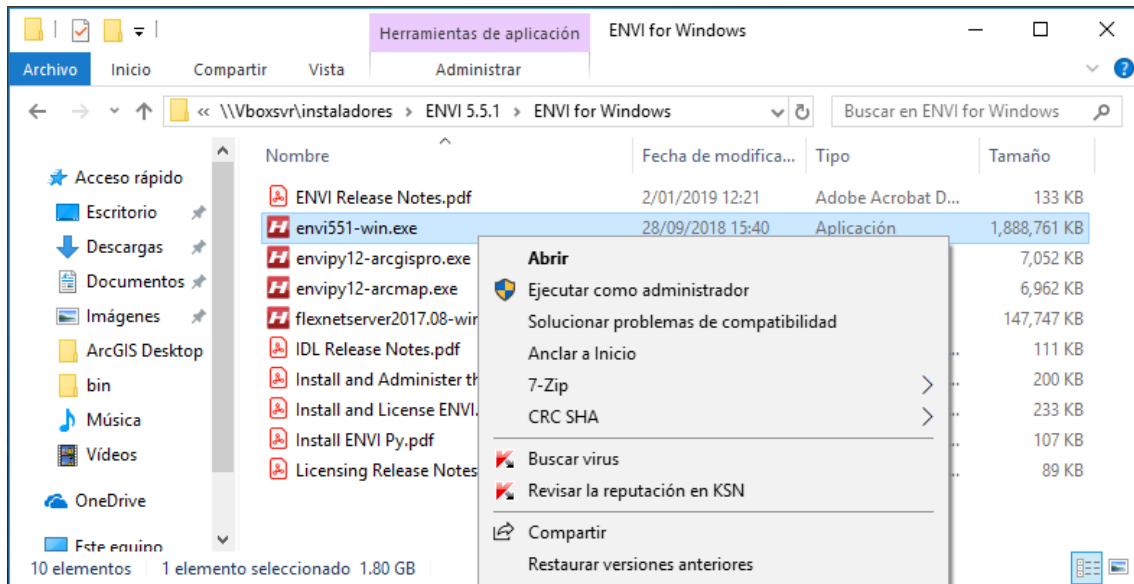 Herramientas de aplicación ENVI for Windows
Archivo Inicio Compartir Vista Administrar
« \\Vboxsvr\instaladores > ENVI 5.5.1 > ENVI for Windows Buscar en ENVI for Windows
Nombre Fecha de modifica... Tipo Tamaño
Acceso rápido
Escritorio
Descargas
Documentos
Imágenes
ArcGIS Desktop
bin
Música
Vídeos
OneDrive
Este equipo
ENVI Release Notes.pdf 2/01/2019 12:21 Adobe Acrobat D... 133 KB
envi551-win.exe 28/09/2018 15:40 Aplicación 1,888,761 KB
envipy12-arcgispro.exe 7,052 KB
envipy12-arcmap.exe 6,962 KB
flexnetserver2017.08-win 147,747 KB
IDL Release Notes.pdf 111 KB
Install and Administer th 200 KB
Install and License ENVI. 233 KB
Install ENVI Py.pdf 107 KB
Licensing Release Notes 89 KB
Abrir
Ejecutar como administrador
Solucionar problemas de compatibilidad
Anclar a Inicio
7-Zip
CRC SHA
Buscar virus
Revisar la reputación en KSN
Compartir
Restaurar versiones anteriores
10 elementos 1 elemento seleccionado 1.80 GB